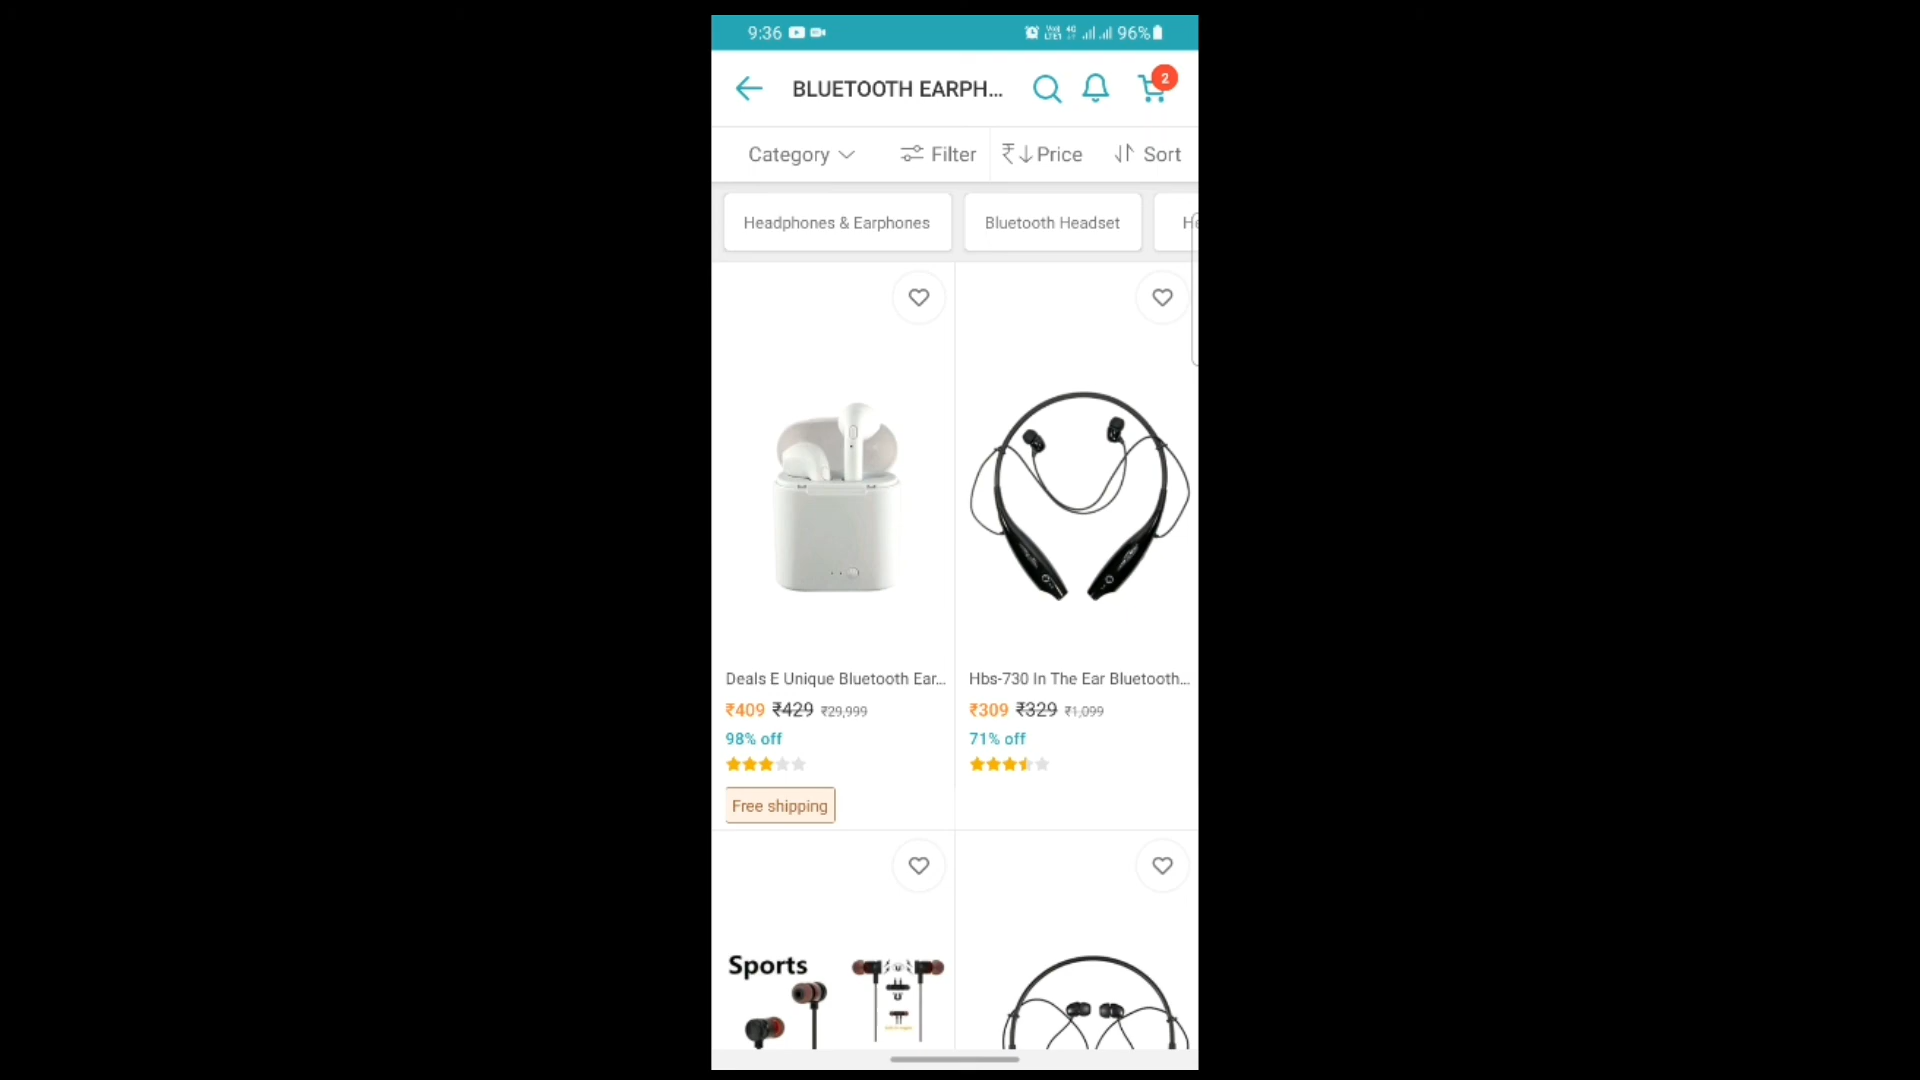 9:36 96%
BLUETOOTH EARPH... 2
Category Filter ₹↓Price Sort
Headphones & Earphones Bluetooth Headset
Deals E Unique Bluetooth Ear... Hbs-730 In The Ear Bluetooth...
₹409 ₹429 ₹29,999 ₹309 ₹329 ₹1,099
98% off 71% off
Free shipping
Sports